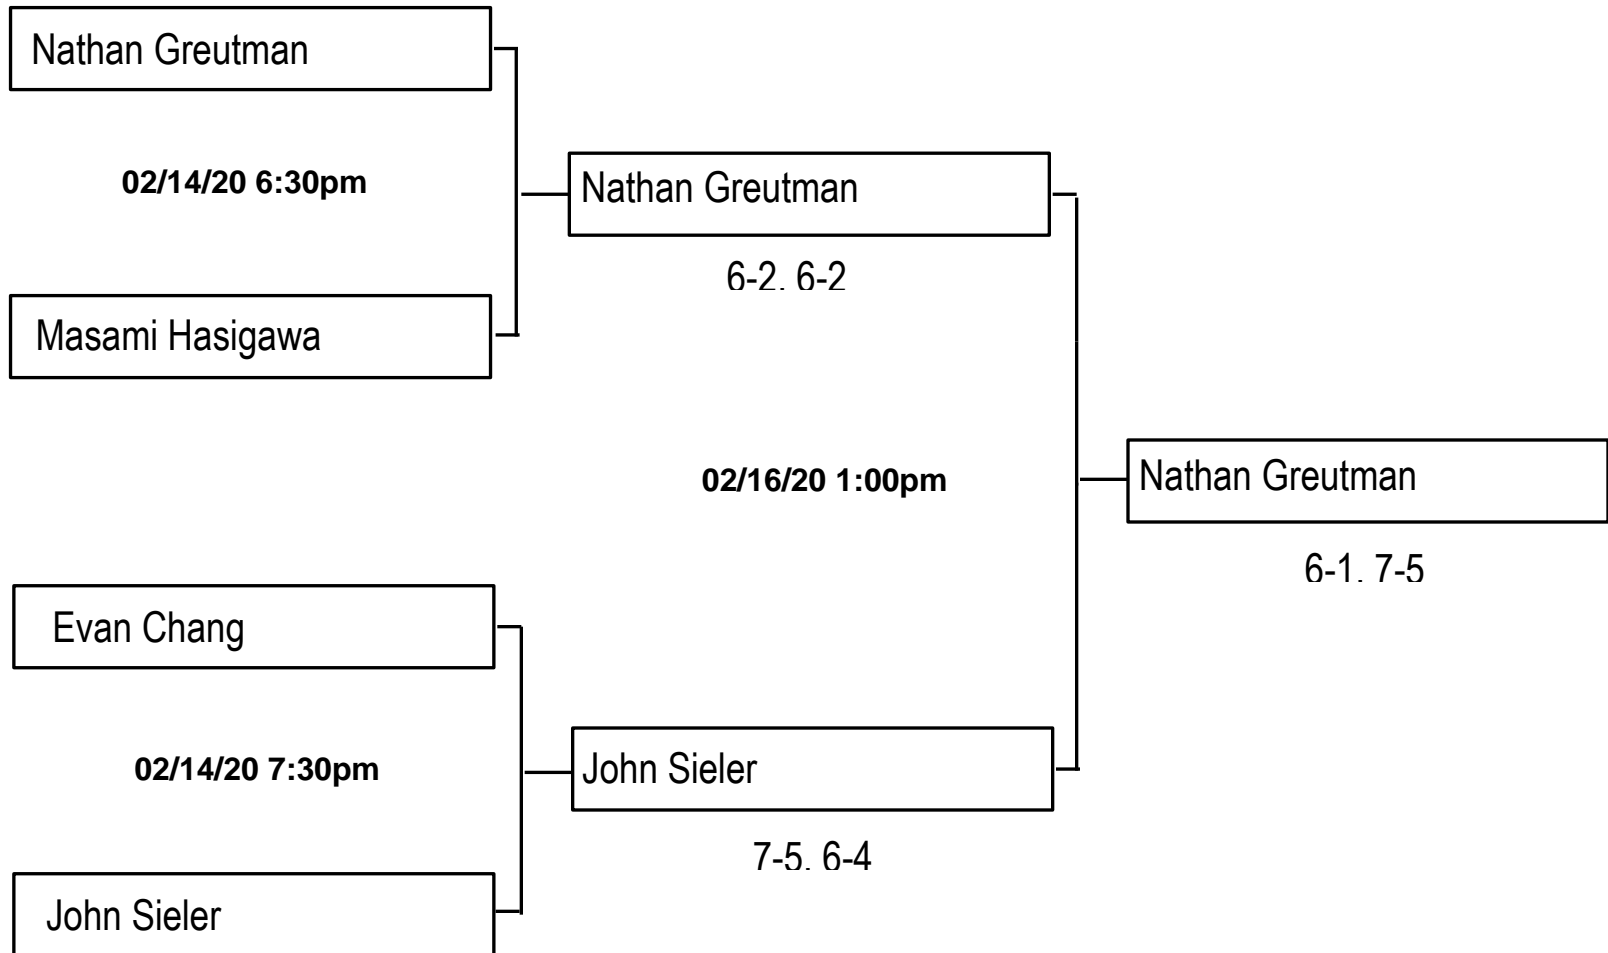 Nathan Greutman
02/14/20 6:30pm
Masami Hasigawa
Nathan Greutman
6-2, 6-2
Evan Chang
02/14/20 7:30pm
John Sieler
John Sieler
7-5, 6-4
02/16/20 1:00pm
Nathan Greutman
6-1, 7-5